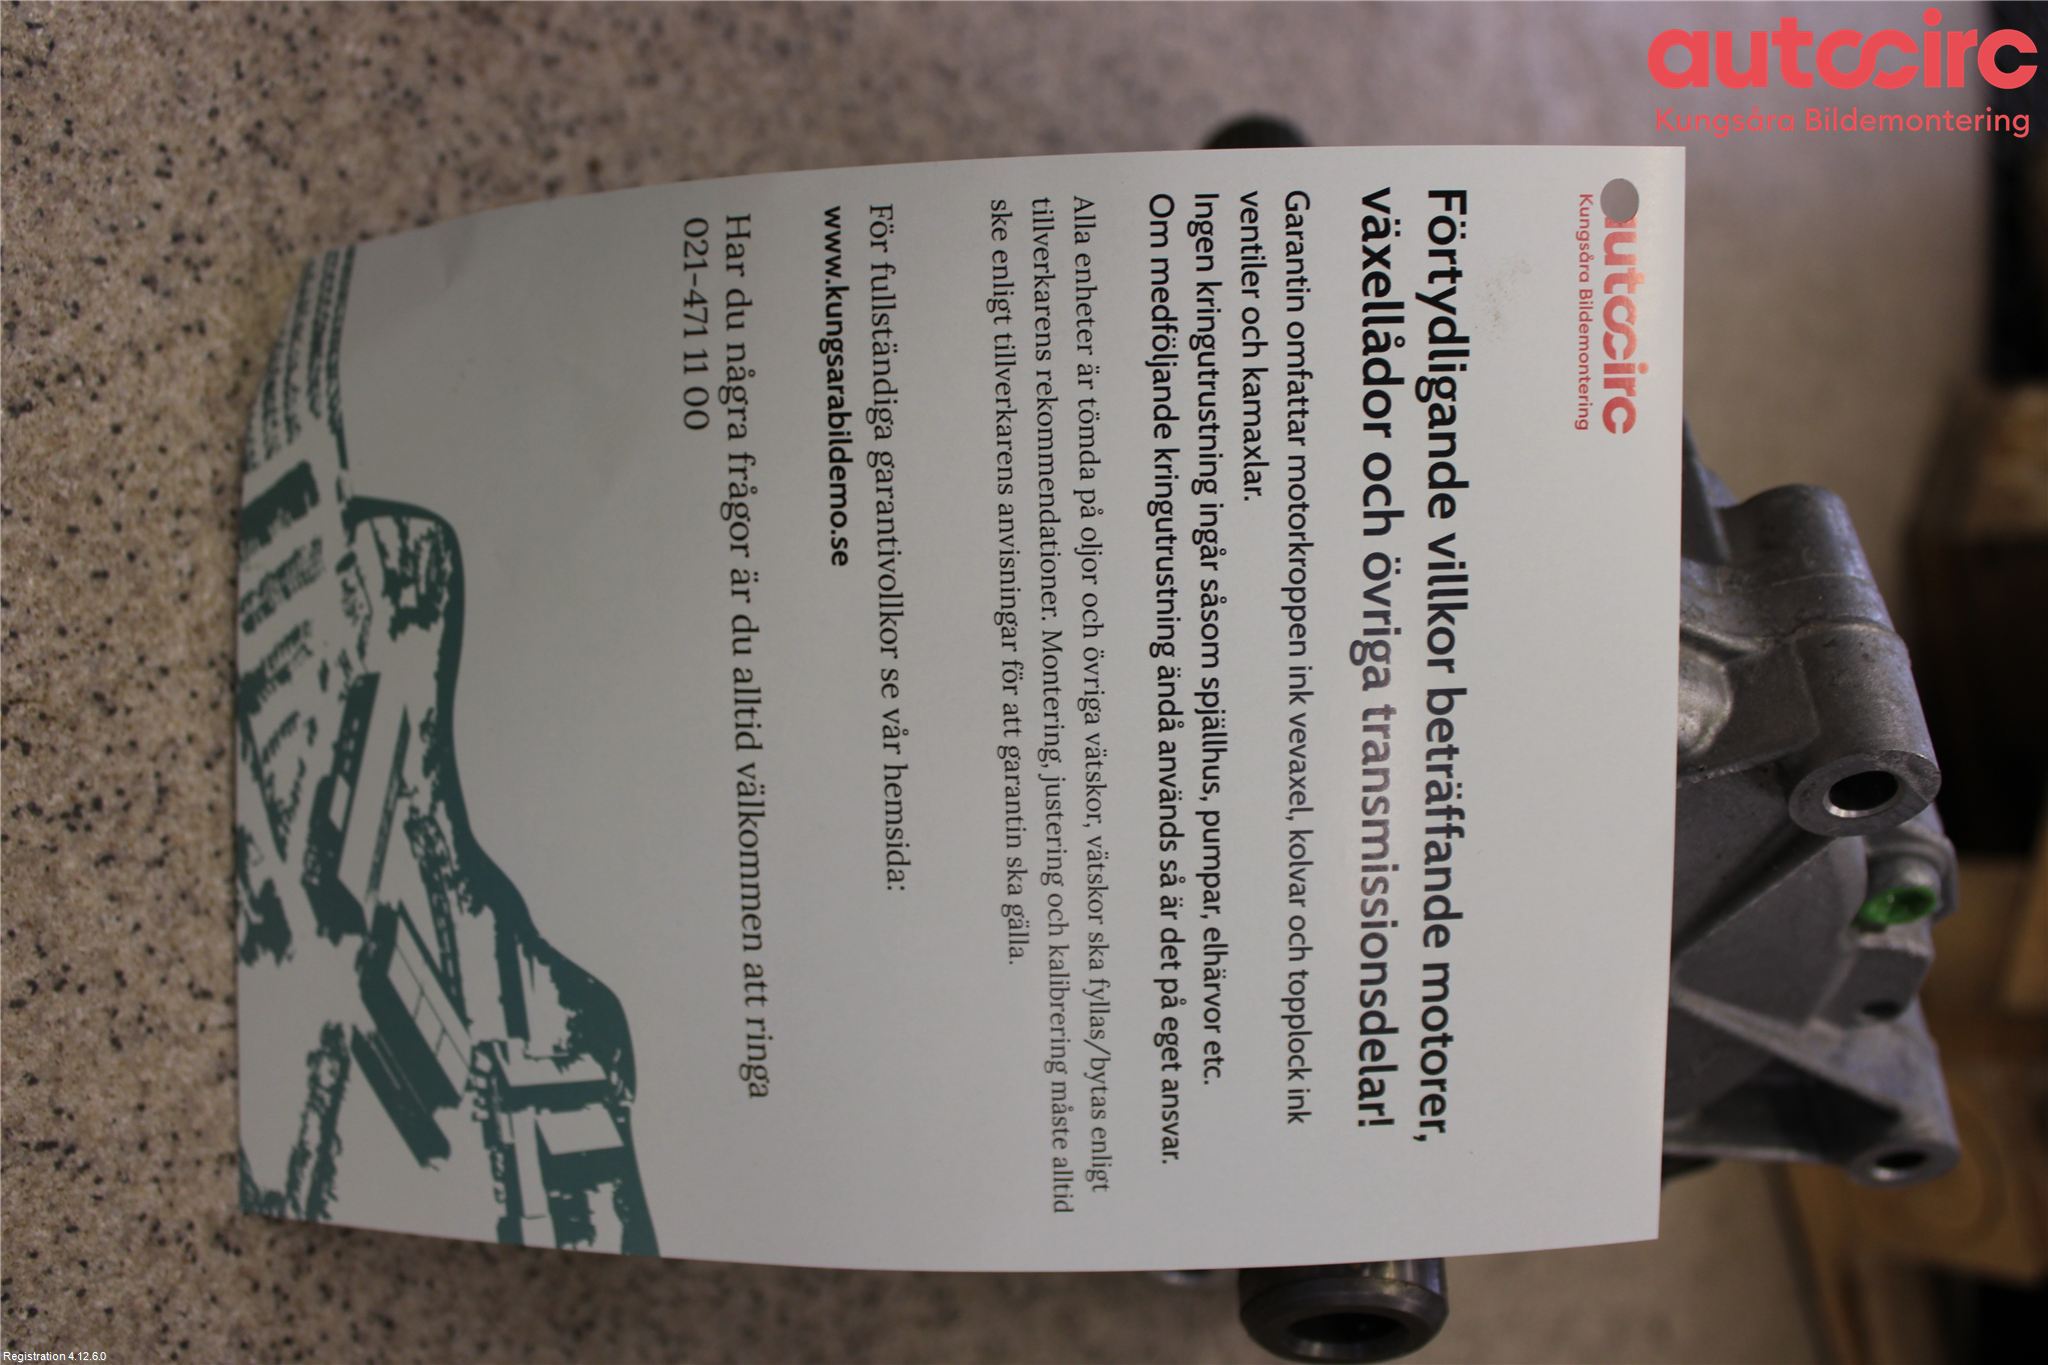 autocirc
Kungsåra Bildemontering
autocirc
Kungsåra Bildemontering
Förtydligande villkor beträffande motorer,
växellådor och övriga transmissionsdelar!
Garantin omfattar motorkroppen ink vevaxel, kolvar och topplock ink
ventiler och kamaxlar.
Ingen kringutrustning ingår såsom spjällhus, pumpar, elhärvor etc.
Om medföljande kringutrustning ändå används så är det på eget ansvar.
Alla enheter är tömda på oljor och övriga vätskor, vätskor ska fyllas/bytas enligt
tillverkarens rekommendationer. Montering, justering och kalibrering måste alltid
ske enligt tillverkarens anvisningar för att garantin ska gälla.
För fullständiga garantivollkor se vår hemsida:
www.kungsarabildemo.se
Har du några frågor är du alltid välkommen att ringa
021-471 11 00
Registration 4.12.6.0